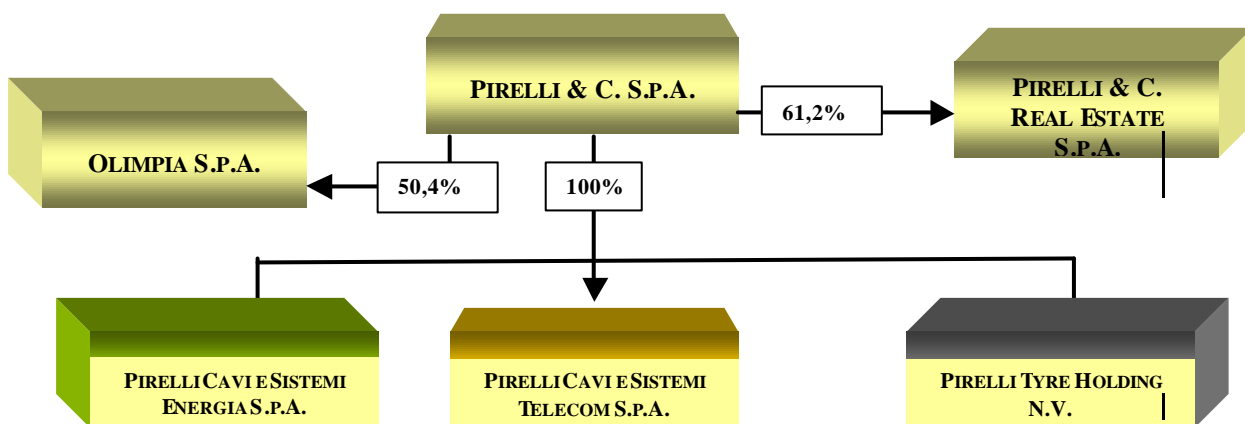 PIRELLI & C. S.P.A.
61,2%
PIRELLI & C.
REAL ESTATE
S.P.A.
OLIMPIA S.P.A.
50,4%
100%
PIRELLI CAVI E SISTEMI
ENERGIA S.P.A.
PIRELLI CAVI E SISTEMI
TELECOM S.P.A.
PIRELLI TYRE HOLDING
N.V.